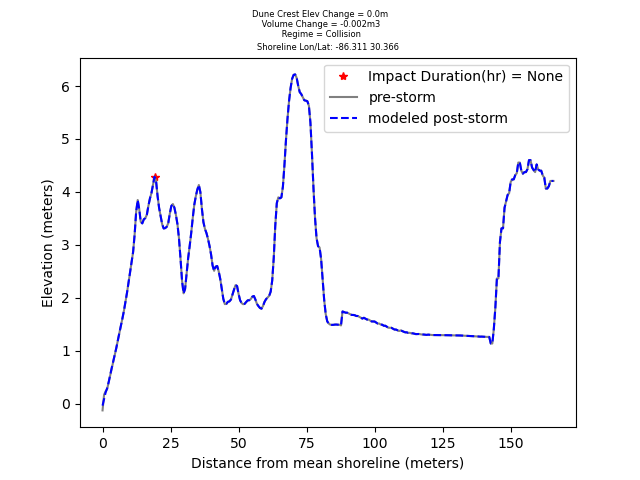 Dune Crest Elev Change = 0.0m
Volume Change = -0.002m3
Regime = Collision
Shoreline Lon/Lat: -86.311 30.366
Impact Duration(hr) = None
pre-storm
modeled post-storm
Elevation (meters)
6
5
4
3
2
1
0
0 25 50 75 100 125 150
Distance from mean shoreline (meters)